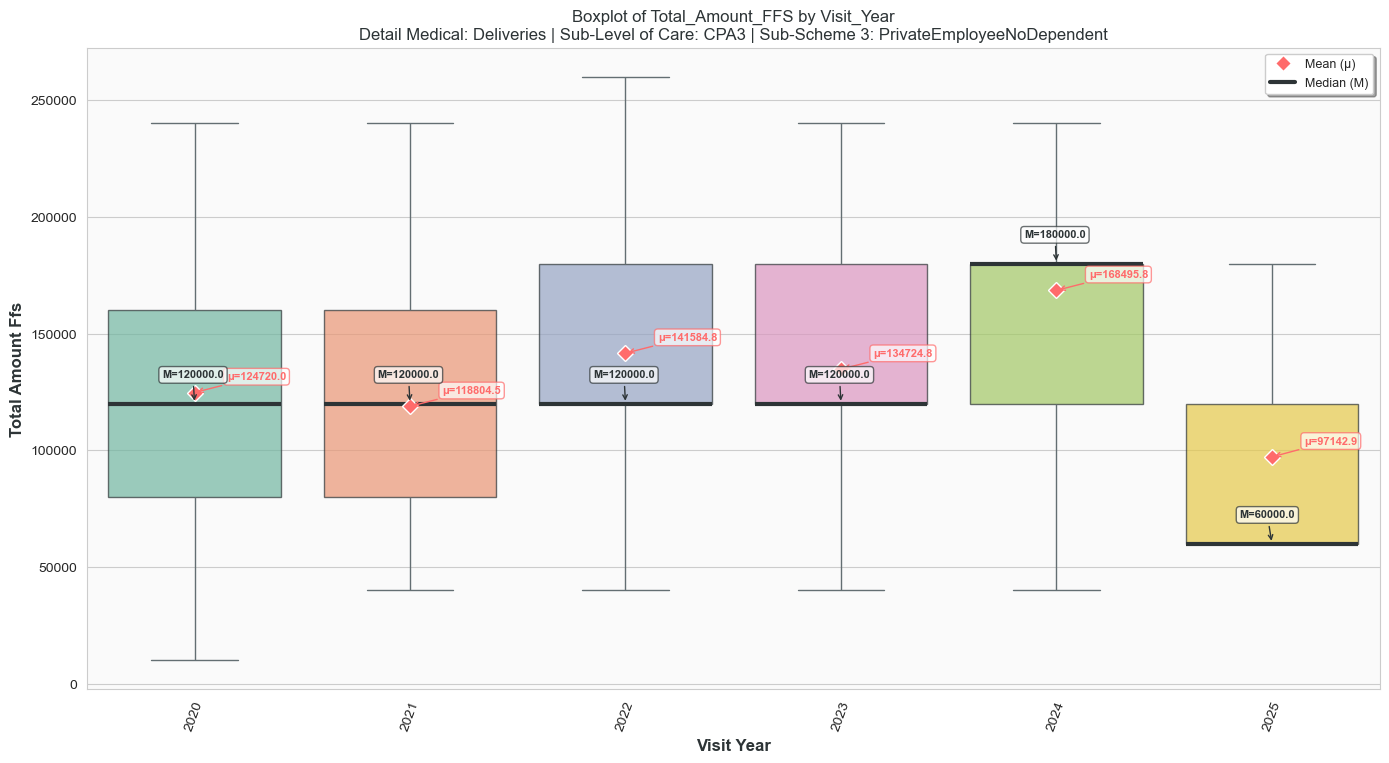 Boxplot of Total_Amount_FFS by Visit_Year
Detail Medical: Deliveries | Sub-Level of Care: CPA3 | Sub-Scheme 3: PrivateEmployeeNoDependent
Mean (μ)
Median (M)
Total Amount Ffs
250000
200000
150000
100000
50000
0
M=120000.0
μ=124720.0
M=120000.0
μ=118804.5
μ=141584.8
M=120000.0
μ=134724.8
M=120000.0
M=180000.0
μ=168495.8
μ=97142.9
M=60000.0
2020
2021
2022
2023
2024
2025
Visit Year